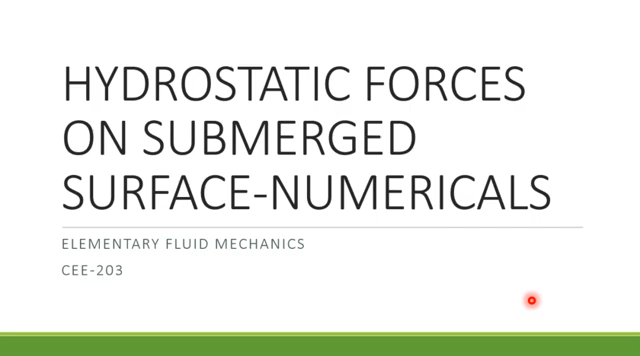 HYDROSTATIC FORCES
ON SUBMERGED
SURFACE-NUMERICALS
ELEMENTARY FLUID MECHANICS
CEE-203